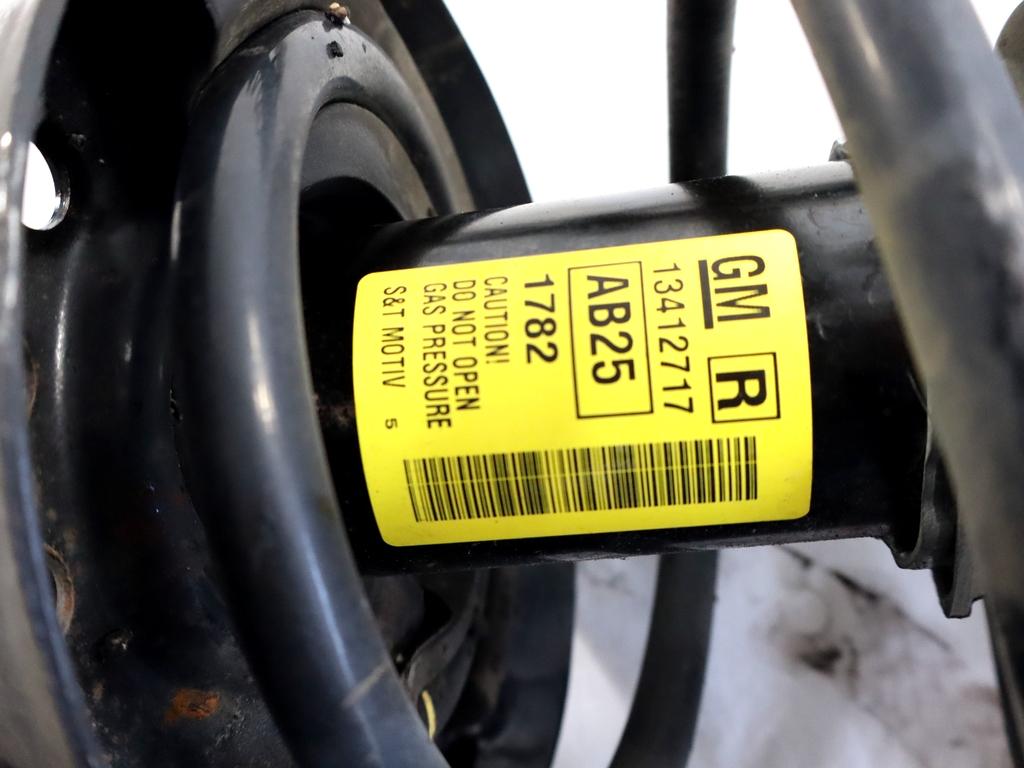 GM R
13412717
AB25
1782
CAUTION!
DO NOT OPEN
GAS PRESSURE
S&T MOTIV 5